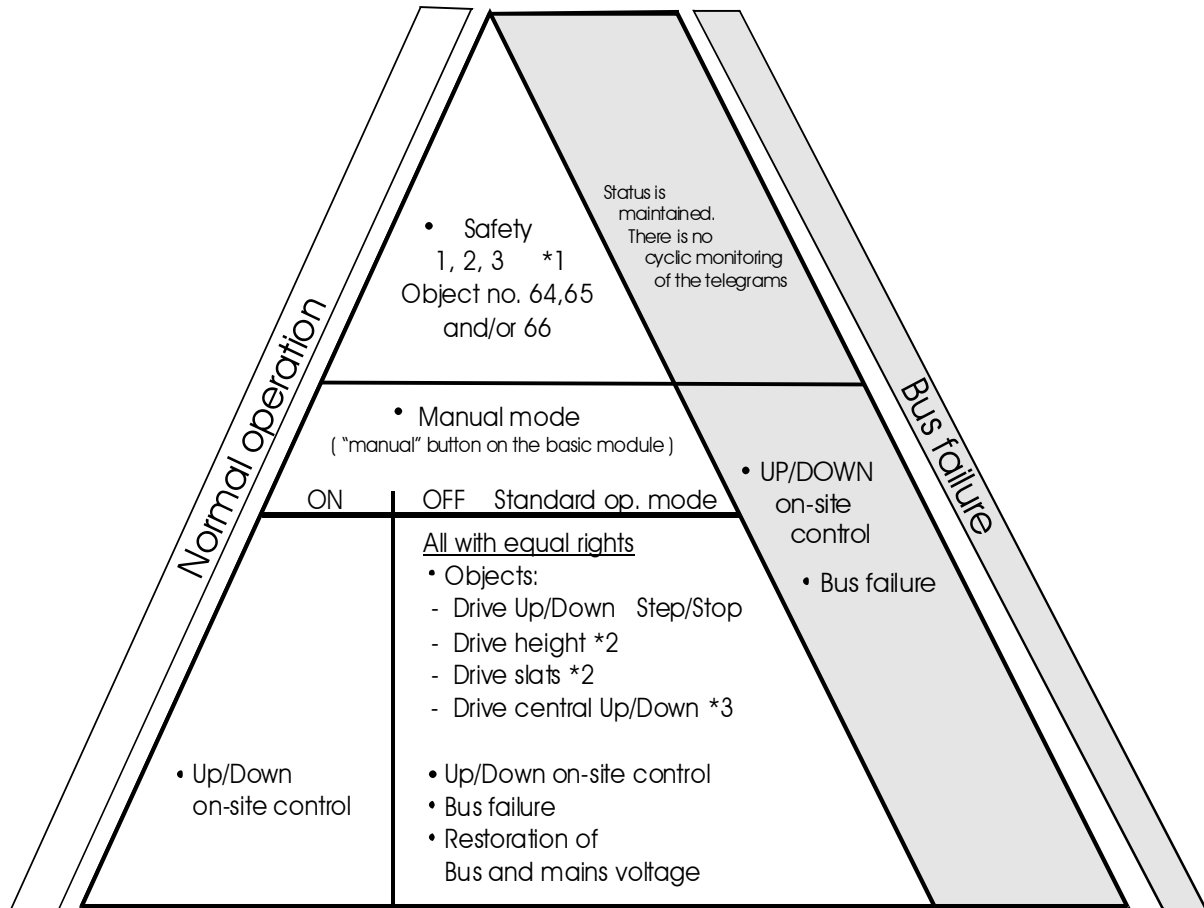 Normal operation
• Safety
1, 2, 3 *1
Object no. 64,65
and/or 66
Status is
maintained.
There is no
cyclic monitoring
of the telegrams
Bus failure
• Manual mode
( "manual" button on the basic module )
ON
OFF Standard op. mode
• UP/DOWN
on-site
control
• Bus failure
• Up/Down
on-site control
All with equal rights
• Objects:
- Drive Up/Down Step/Stop
- Drive height *2
- Drive slats *2
- Drive central Up/Down *3
• Up/Down on-site control
• Bus failure
• Restoration of
Bus and mains voltage